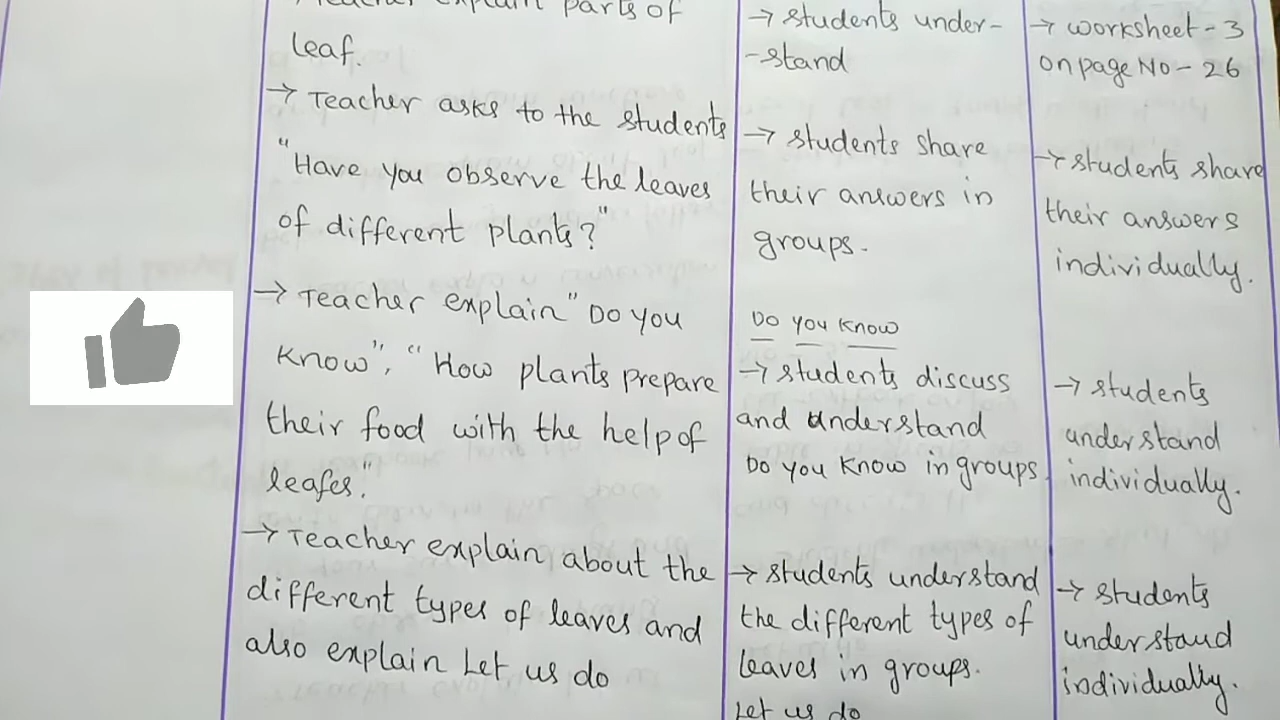 Teacher explain parts of
leaf.
→ Teacher asks to the students
"Have you observe the leaves
of different plants?"
→ Teacher explain "Do you
Know", "How plants prepare
their food with the help of
leafes."
→ Teacher explain about the
different types of leaves and
also explain Let us do
→ students under-
-stand
→ students share
their answers in
groups.
Do you know
→ students discuss
and understand
Do you know in groups
→ students understand
the different types of
leaves in groups.
Let us do
→ worksheet-3
on page No-26
→ students share
their answers
individually.
→ students
understand
individually.
→ students
understand
individually.